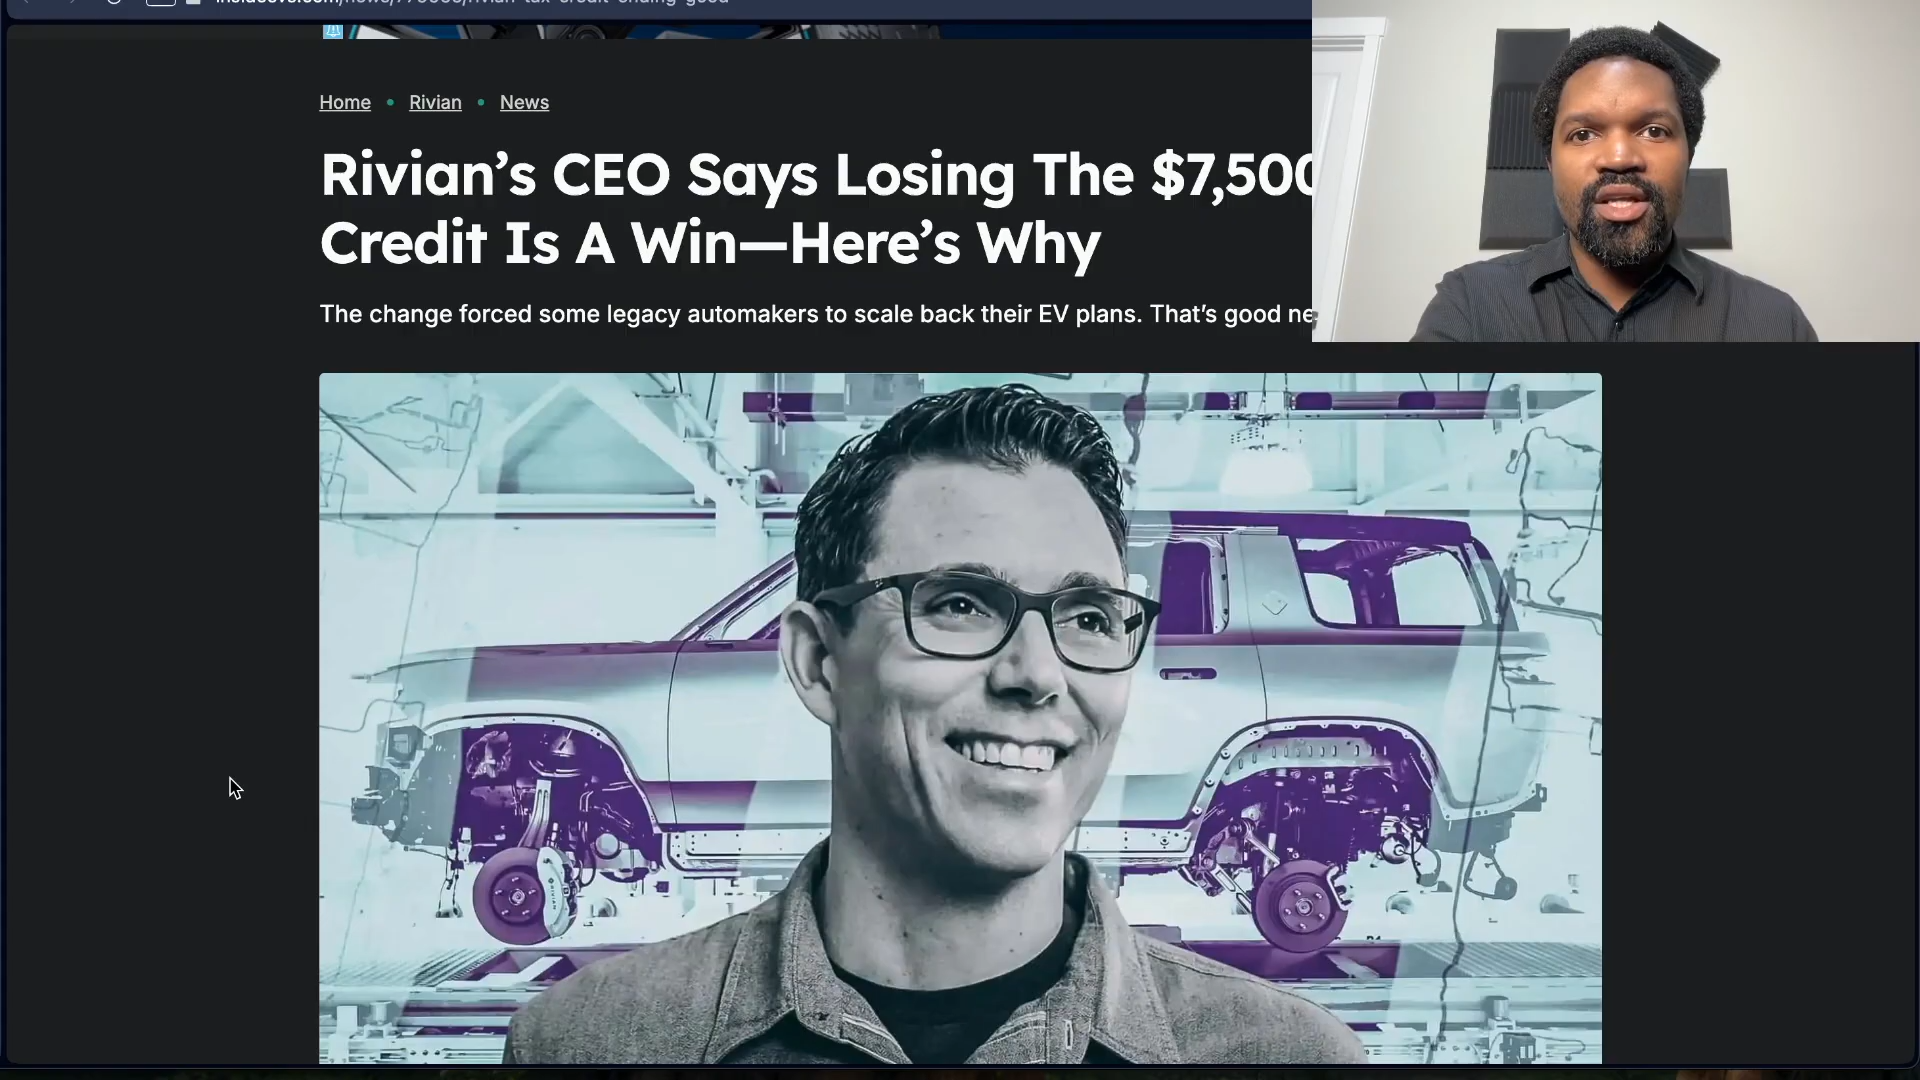 Home • Rivian • News
Rivian’s CEO Says Losing The $7,500
Credit Is A Win—Here’s Why
The change forced some legacy automakers to scale back their EV plans. That’s good